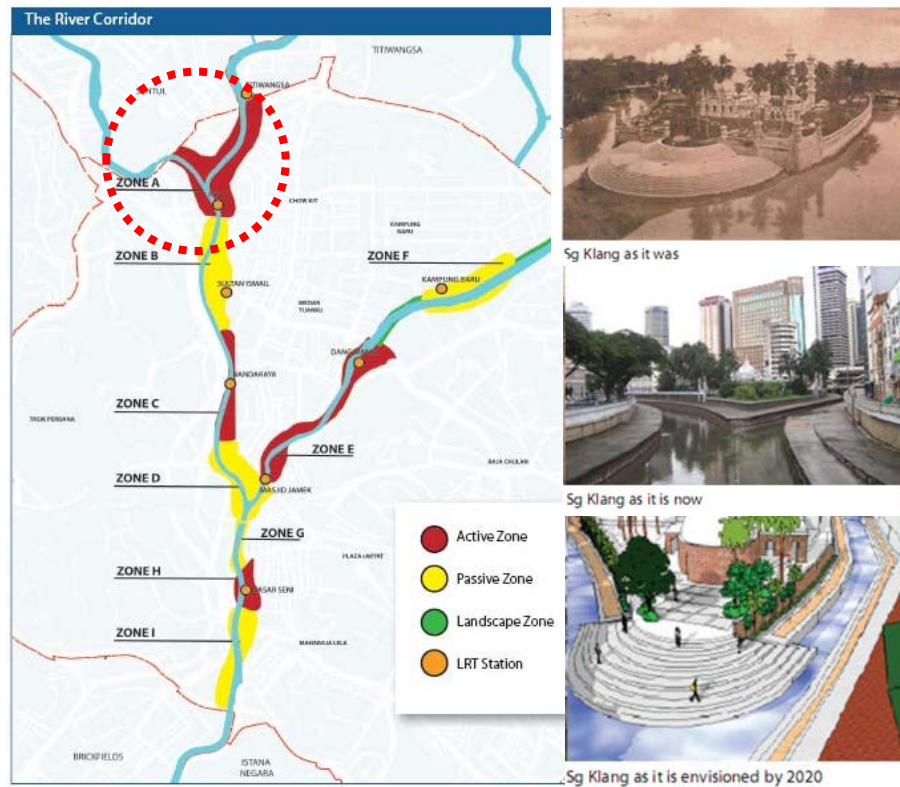 The River Corridor
TITIWANGSA
SENTUL
TITIWANGSA
ZONE A
CHOW KIT
KAMPUNG
BARU
ZONE B
ZONE F
SULTAN ISMAIL
KAMPUNG BARU
MEDAN
TUANKU
DANG WANGI
BANDARAYA
ZONE C
TASIK PERDANA
ZONE E
RAJA CHULAN
ZONE D
MASJID JAMEK
ZONE G
PLAZA RAKYAT
ZONE H
PASAR SENI
ZONE I
MAHARAJA LELA
BRICKFIELDS
ISTANA
NEGARA
Active Zone
Passive Zone
Landscape Zone
LRT Station
Sg Klang as it was
Sg Klang as it is now
Sg Klang as it is envisioned by 2020